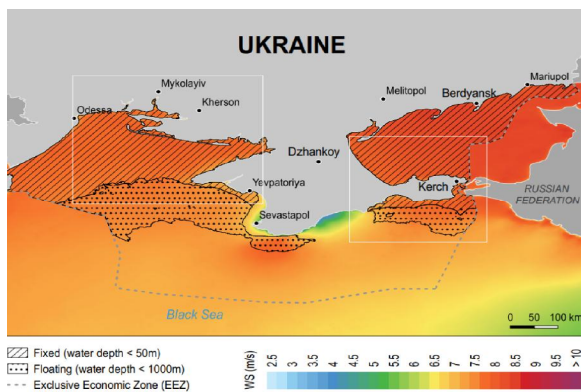 UKRAINE
Mykolayiv
Mariupol
Odessa
Kherson
Melitopol
Berdyansk
Dzhankoy
Yevpatoriya
Kerch
RUSSIAN
FEDERATION
Sevastapol
Black Sea
0 50 100 km
Fixed (water depth < 50m)
Floating (water depth < 1000m)
Exclusive Economic Zone (EEZ)
WS (m/s)
2.5
3
3.5
4
4.5
5
5.5
6
6.5
7
7.5
8
8.5
9
9.5
> 10